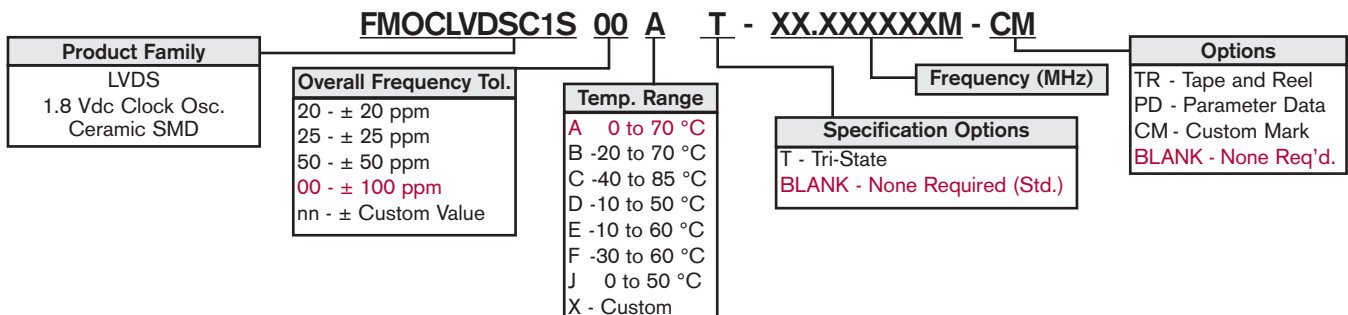 FMOCLVDSC1S 00 A T - XX.XXXXXXM - CM
Product Family
LVDS
1.8 Vdc Clock Osc.
Ceramic SMD
Overall Frequency Tol.
20 - ± 20 ppm
25 - ± 25 ppm
50 - ± 50 ppm
00 - ± 100 ppm
nn - ± Custom Value
Temp. Range
A 0 to 70 °C
B -20 to 70 °C
C -40 to 85 °C
D -10 to 50 °C
E -10 to 60 °C
F -30 to 60 °C
J 0 to 50 °C
X - Custom
Specification Options
T - Tri-State
BLANK - None Required (Std.)
Frequency (MHz)
Options
TR - Tape and Reel
PD - Parameter Data
CM - Custom Mark
BLANK - None Req’d.